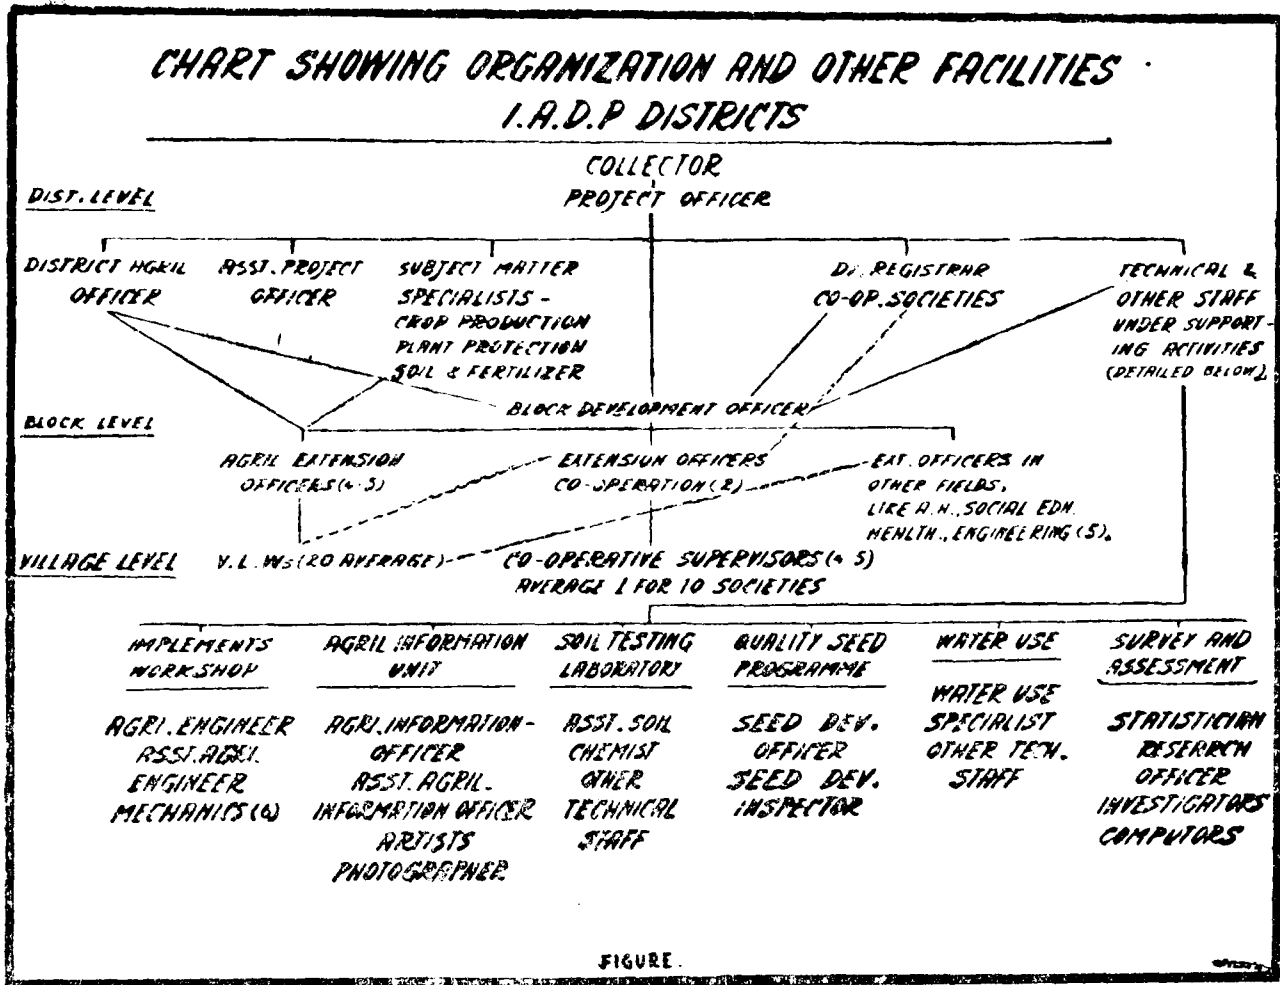 CHART SHOWING ORGANIZATION AND OTHER FACILITIES
I.A.D.P DISTRICTS
COLLECTOR
DIST. LEVEL
PROJECT OFFICER
DISTRICT AGRIL
OFFICER
ASST. PROJECT
OFFICER
SUBJECT MATTER
SPECIALISTS -
CROP PRODUCTION
PLANT PROTECTION
SOIL & FERTILIZER
DY. REGISTRAR
CO-OP. SOCIETIES
TECHNICAL &
OTHER STAFF
UNDER SUPPORT-
ING ACTIVITIES
(DETAILED BELOW)
BLOCK DEVELOPMENT OFFICER
BLOCK LEVEL
AGRIL EXTENSION
OFFICERS (4-5)
EXTENSION OFFICERS
CO-OPERATION (2)
EXT. OFFICERS IN
OTHER FIELDS,
LIKE A.H., SOCIAL EDN.
HEALTH., ENGINEERING (5).
VILLAGE LEVEL
V.L.Ws (20 AVERAGE)
CO-OPERATIVE SUPERVISORS (4-5)
AVERAGE 1 FOR 10 SOCIETIES
IMPLEMENTS
WORKSHOP
AGRI. ENGINEER
ASST. AGRI.
ENGINEER
MECHANICS
AGRIL INFORMATION
UNIT
AGRI. INFORMATION-
OFFICER
ASST. AGRIL.
INFORMATION OFFICER
ARTISTS
PHOTOGRAPHER
SOIL TESTING
LABORATORY
ASST. SOIL
CHEMIST
OTHER
TECHNICAL
STAFF
QUALITY SEED
PROGRAMME
SEED DEV.
OFFICER
SEED DEV.
INSPECTOR
WATER USE
WATER USE
SPECIALIST
OTHER TECH.
STAFF
SURVEY AND
ASSESSMENT
STATISTICIAN
RESEARCH
OFFICER
INVESTIGATORS
COMPUTORS
FIGURE.